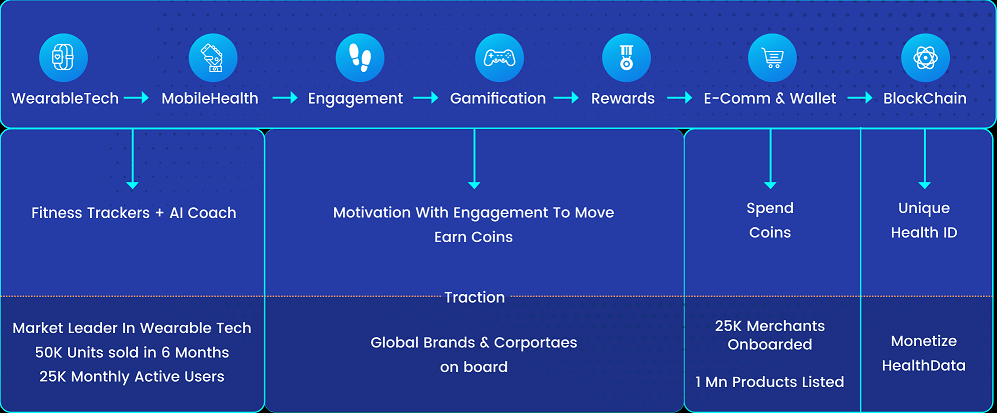 WearableTech MobileHealth Engagement Gamification Rewards E-Comm & Wallet BlockChain
Fitness Trackers + AI Coach
Motivation With Engagement To Move
Earn Coins
Spend
Coins
Unique
Health ID
Traction
Market Leader In Wearable Tech
50K Units sold in 6 Months
25K Monthly Active Users
Global Brands & Corportaes
on board
25K Merchants
Onboarded
1 Mn Products Listed
Monetize
HealthData